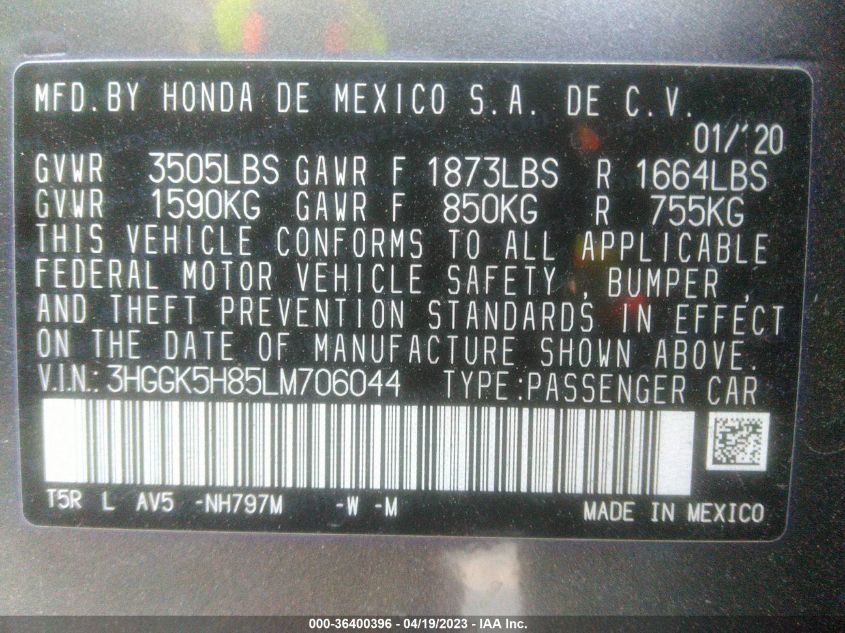 MFD.BY HONDA DE MEXICO S.A. DE C.V.
01/'20
GVWR 3505LBS GAWR F 1873LBS R 1664LBS
GVWR 1590KG GAWR F 850KG R 755KG
THIS VEHICLE CONFORMS TO ALL APPLICABLE
FEDERAL MOTOR VEHICLE SAFETY , BUMPER ,
AND THEFT PREVENTION STANDARDS IN EFFECT
ON THE DATE OF MANUFACTURE SHOWN ABOVE.
V.I.N.: 3HGGK5H85LM706044 TYPE:PASSENGER CAR
T5R L AV5 -NH797M -W -M MADE IN MEXICO
000-36400396 - 04/19/2023 - IAA Inc.